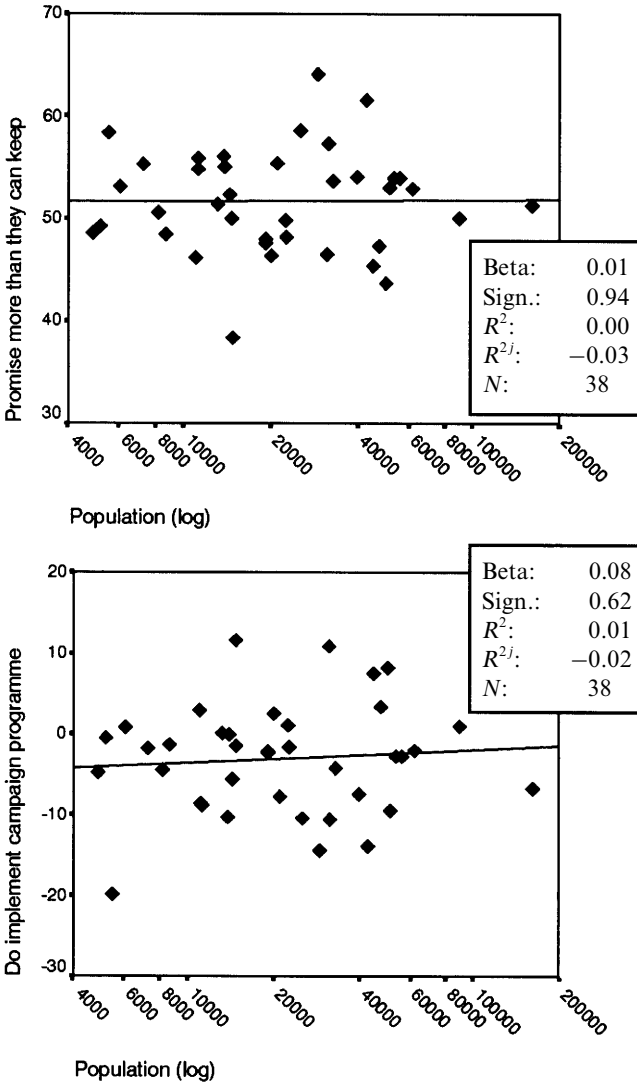 Promise more than they can keep
70
60
50
40
30
Beta: 0.01
Sign.: 0.94
R²: 0.00
R²ʲ: −0.03
N: 38
4000 6000 8000 10000 20000 40000 60000 80000 100000 200000
Population (log)
Do implement campaign programme
20
10
0
-10
-20
-30
Beta: 0.08
Sign.: 0.62
R²: 0.01
R²ʲ: −0.02
N: 38
4000 6000 8000 10000 20000 40000 60000 80000 100000 200000
Population (log)